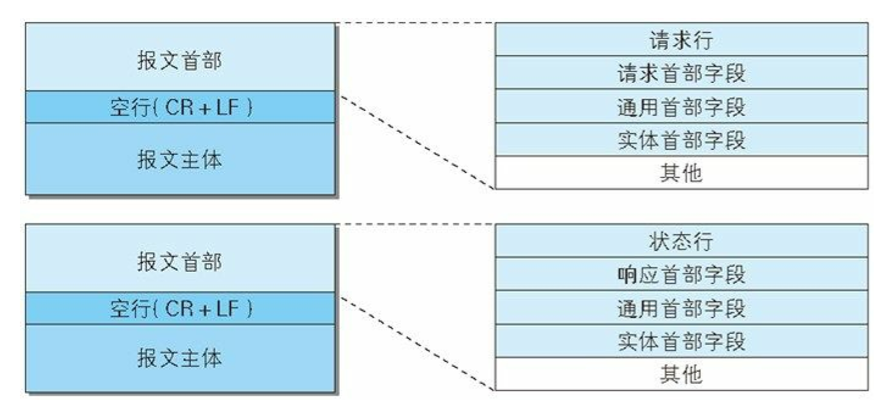 报文首部
空行( CR + LF )
报文主体
请求行
请求首部字段
通用首部字段
实体首部字段
其他
报文首部
空行( CR + LF )
报文主体
状态行
响应首部字段
通用首部字段
实体首部字段
其他